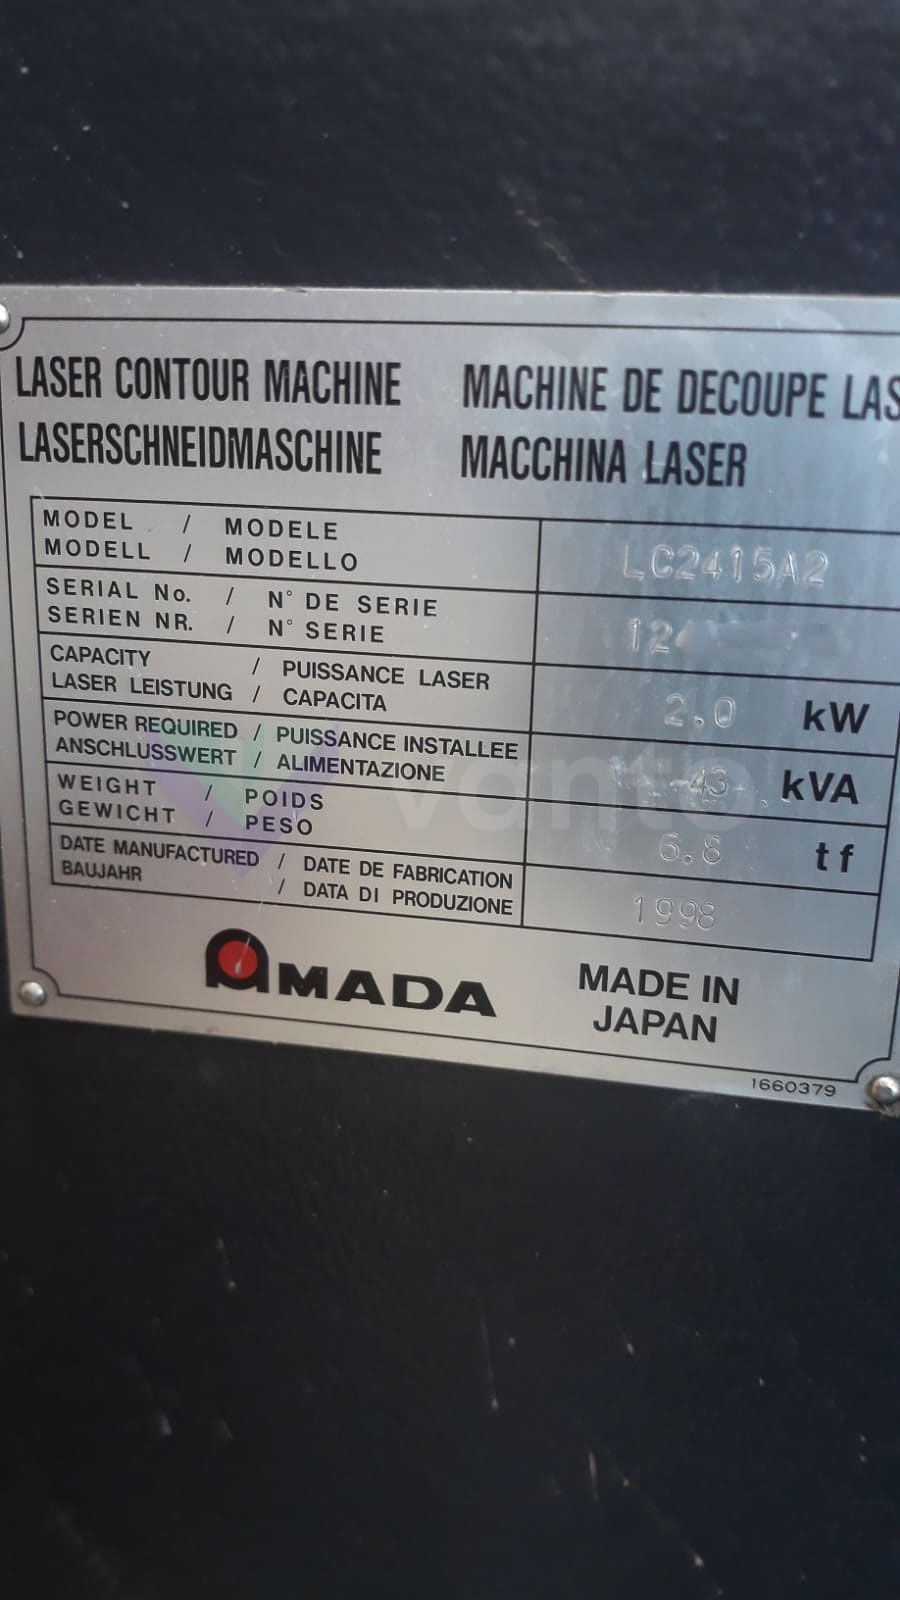 LASER CONTOUR MACHINE MACHINE DE DECOUPE LAS
LASERSCHNEIDMASCHINE MACCHINA LASER
MODEL / MODELE
MODELL / MODELLO
LC2415A2
SERIAL No. / N° DE SERIE
SERIEN NR. / N° SERIE
124
CAPACITY / PUISSANCE LASER
LASER LEISTUNG / CAPACITA
2.0 kW
POWER REQUIRED / PUISSANCE INSTALLEE
ANSCHLUSSWERT / ALIMENTAZIONE
43 kVA
WEIGHT / POIDS
GEWICHT / PESO
6.8 tf
DATE MANUFACTURED / DATE DE FABRICATION
BAUJAHR / DATA DI PRODUZIONE
1998
AMADA
MADE IN
JAPAN
1660379
vanto